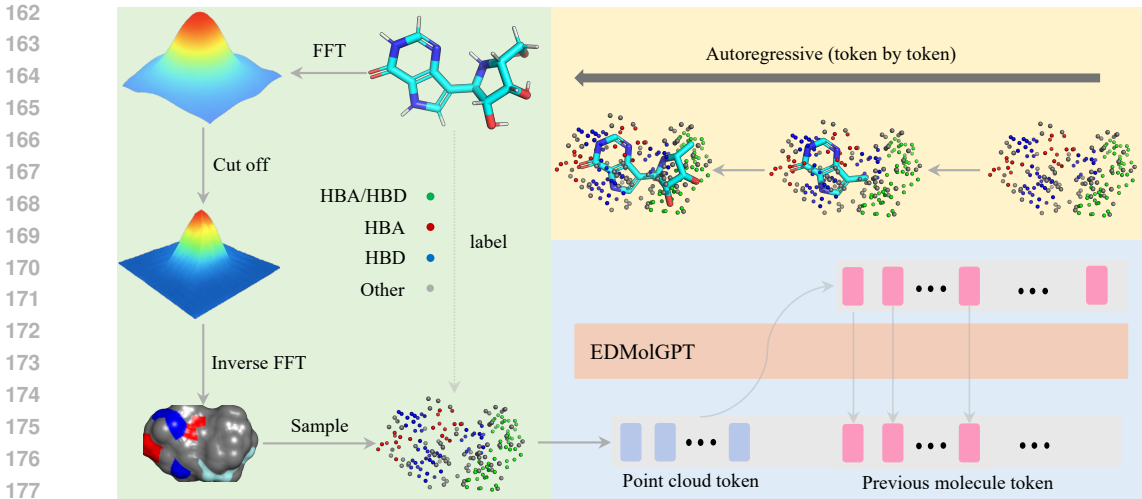 162
163
164
165
166
167
168
169
170
171
172
173
174
175
176
177
FFT
Cut off
HBA/HBD
HBA
HBD
Other
label
Inverse FFT
Sample
Autoregressive (token by token)
EDMolGPT
Point cloud token
Previous molecule token